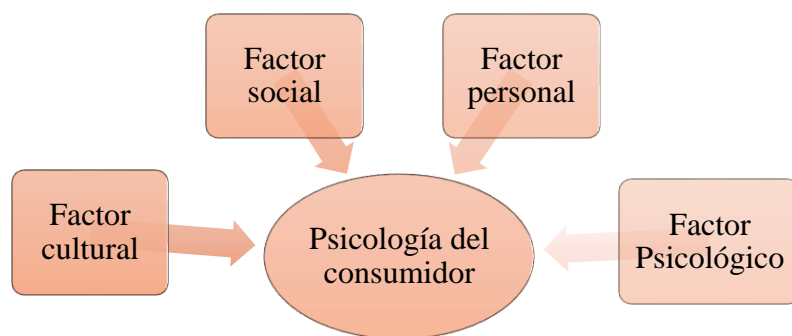 Factor
social
Factor
personal
Factor
cultural
Psicología del
consumidor
Factor
Psicológico